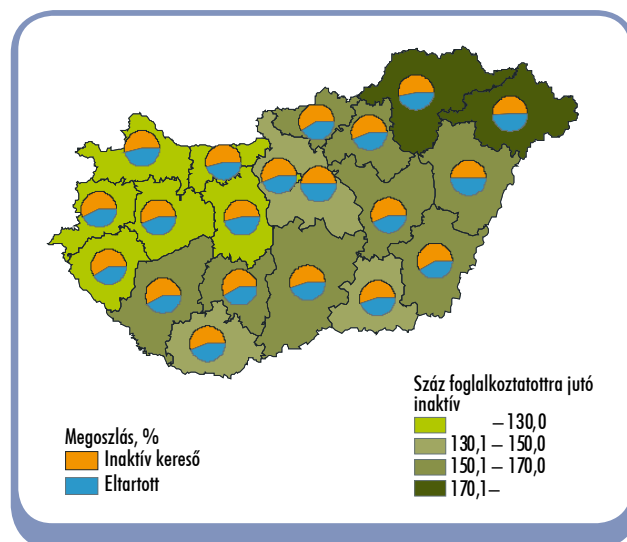 Megoszlás, %
Inaktív kereső
Eltartott
Száz foglalkoztatottra jutó
inaktív
– 130,0
130,1 – 150,0
150,1 – 170,0
170,1 –